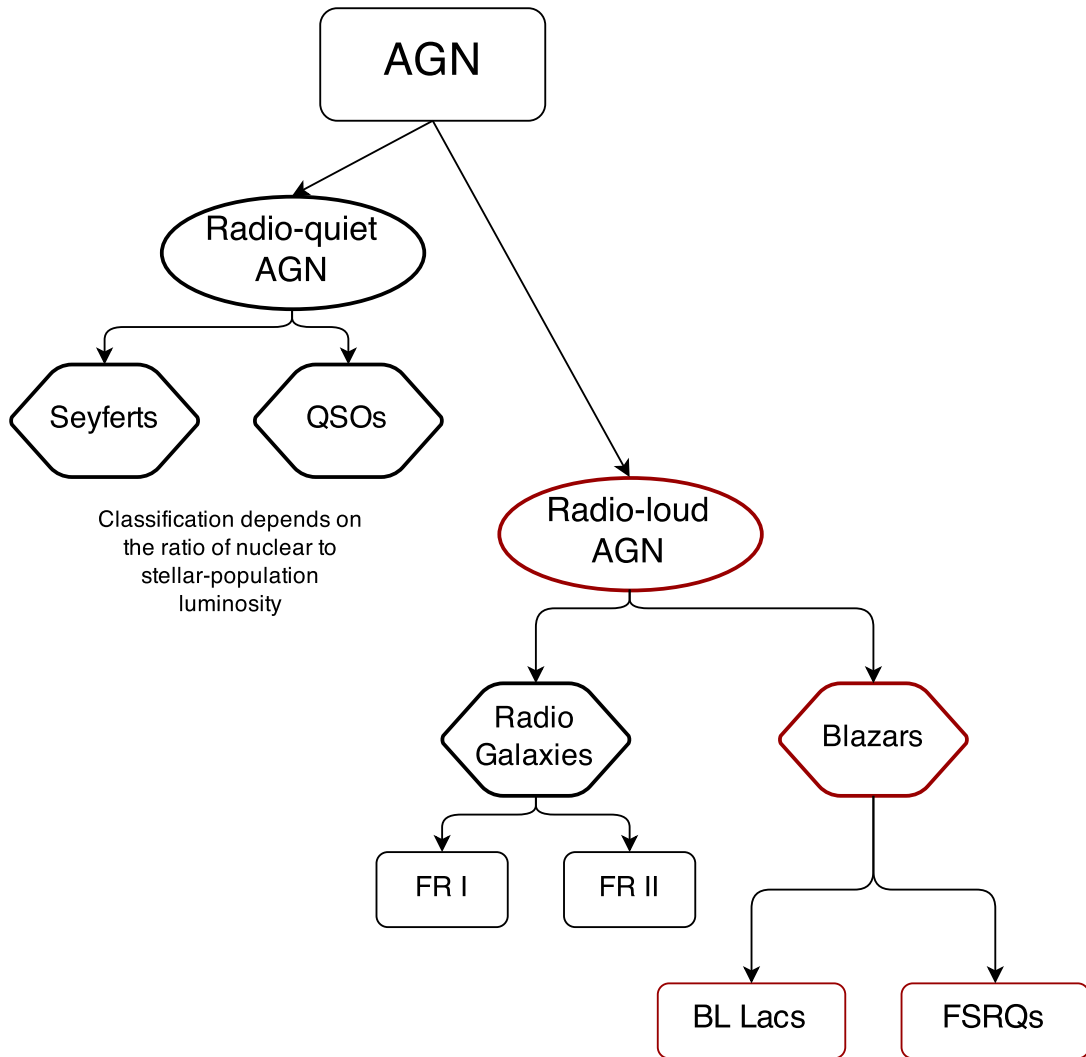 AGN
Radio-quiet
AGN
Seyferts
QSOs
Classification depends on
the ratio of nuclear to
stellar-population
luminosity
Radio-loud
AGN
Radio
Galaxies
Blazars
FR I
FR II
BL Lacs
FSRQs